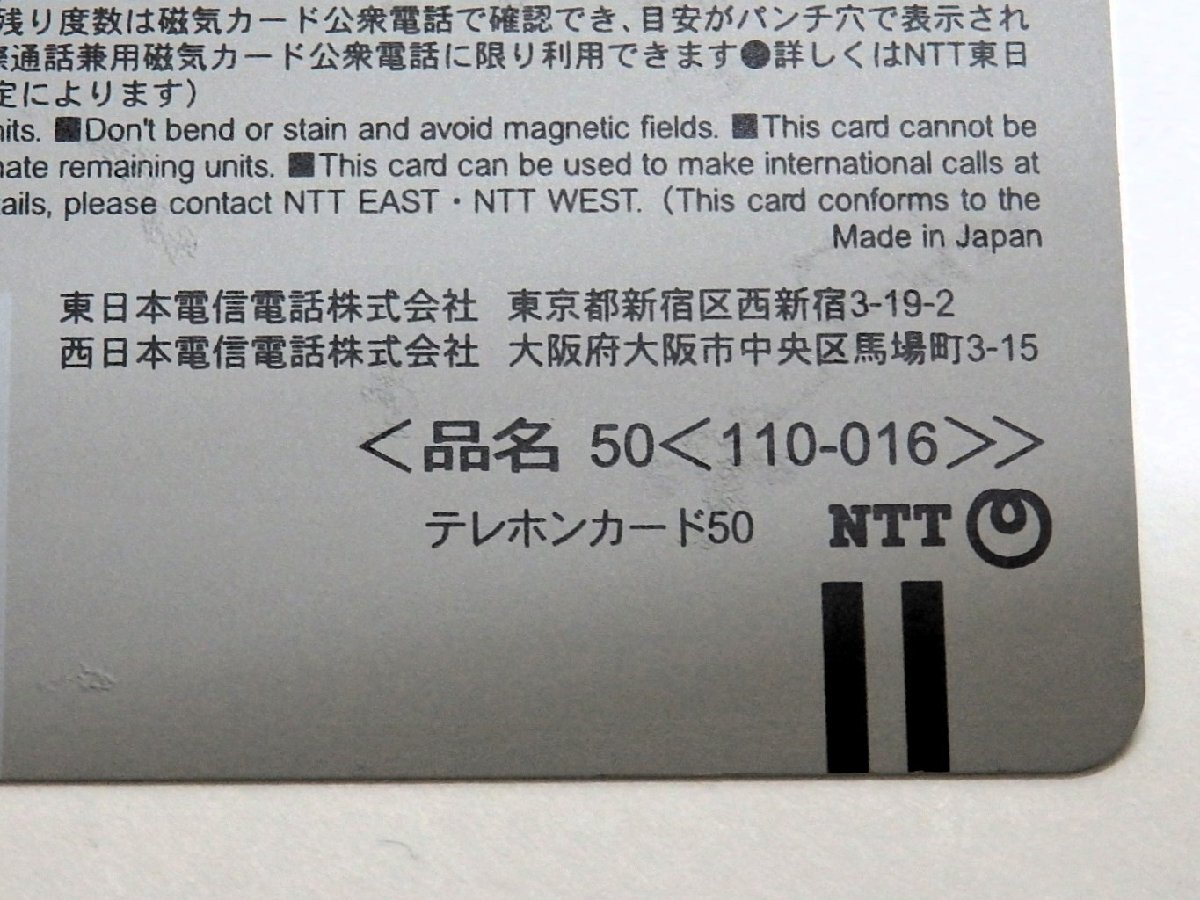 残り度数は磁気カード公衆電話で確認でき、目安がパンチ穴で表示され
際通話兼用磁気カード公衆電話に限り利用できます●詳しくはNTT東日
定によります)
nits. ■Don't bend or stain and avoid magnetic fields. ■This card cannot be
mate remaining units. ■This card can be used to make international calls at
tails, please contact NTT EAST・NTT WEST. (This card conforms to the
Made in Japan
東日本電信電話株式会社 東京都新宿区西新宿3-19-2
西日本電信電話株式会社 大阪府大阪市中央区馬場町3-15
<品名 50<110-016>>
テレホンカード50 NTT